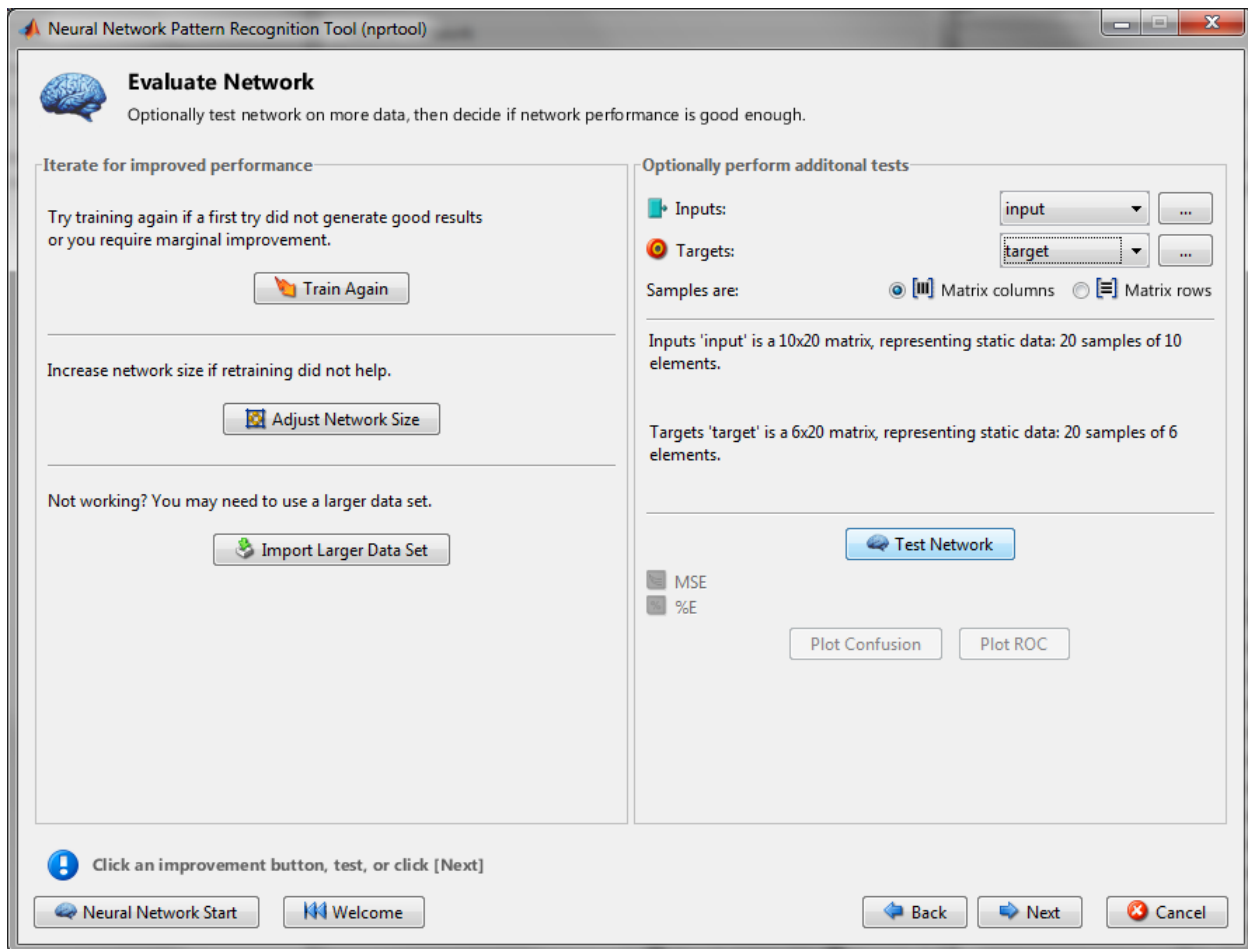 Neural Network Pattern Recognition Tool (nprtool)
Evaluate Network
Optionally test network on more data, then decide if network performance is good enough.
Iterate for improved performance
Try training again if a first try did not generate good results
or you require marginal improvement.
Train Again
Increase network size if retraining did not help.
Adjust Network Size
Not working? You may need to use a larger data set.
Import Larger Data Set
Optionally perform additonal tests
Inputs:
input
...
Targets:
target
...
Samples are:
Matrix columns
Matrix rows
Inputs 'input' is a 10x20 matrix, representing static data: 20 samples of 10
elements.
Targets 'target' is a 6x20 matrix, representing static data: 20 samples of 6
elements.
Test Network
MSE
%E
Plot Confusion
Plot ROC
Click an improvement button, test, or click [Next]
Neural Network Start
Welcome
Back
Next
Cancel